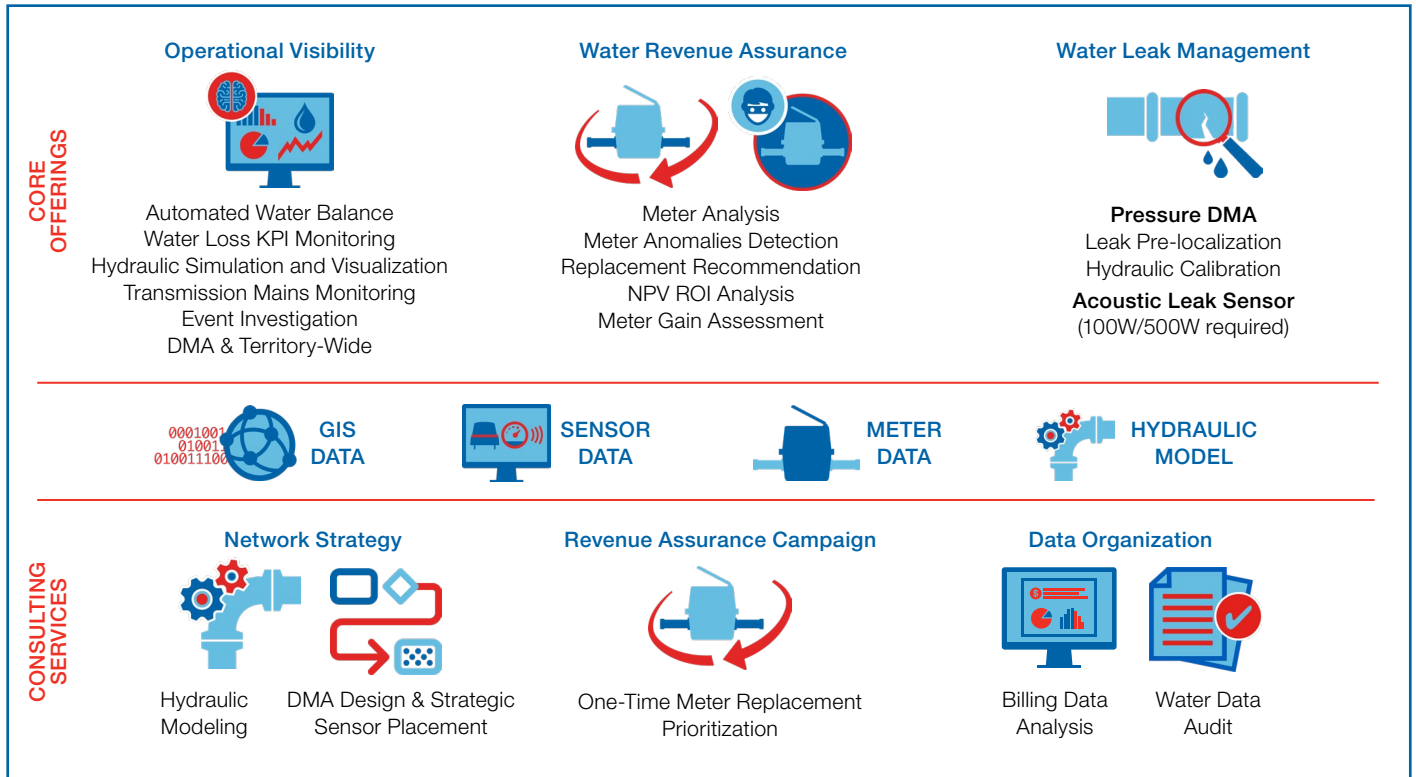 CORE
OFFERINGS
Operational Visibility
Automated Water Balance
Water Loss KPI Monitoring
Hydraulic Simulation and Visualization
Transmission Mains Monitoring
Event Investigation
DMA & Territory-Wide
Water Revenue Assurance
Meter Analysis
Meter Anomalies Detection
Replacement Recommendation
NPV ROI Analysis
Meter Gain Assessment
Water Leak Management
Pressure DMA
Leak Pre-localization
Hydraulic Calibration
Acoustic Leak Sensor
(100W/500W required)
0001001
010011
010011100
GIS
DATA
SENSOR
DATA
METER
DATA
HYDRAULIC
MODEL
CONSULTING
SERVICES
Network Strategy
Hydraulic
Modeling
DMA Design & Strategic
Sensor Placement
Revenue Assurance Campaign
One-Time Meter Replacement
Prioritization
Data Organization
$
Billing Data
Analysis
Water Data
Audit